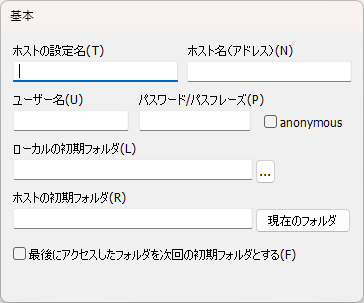 基本
ホストの設定名(T) ホスト名〈アドレス〉(N)
ユーザー名(U) パスワード/パスフレーズ(P)
anonymous
ローカルの初期フォルダ(L)
...
ホストの初期フォルダ(R)
現在のフォルダ
最後にアクセスしたフォルダを次回の初期フォルダとする(F)